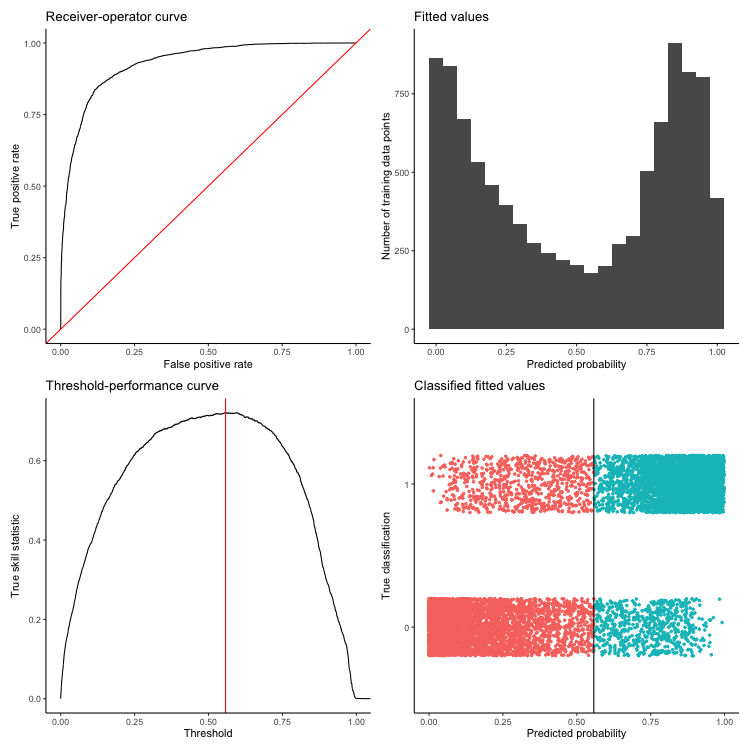 Receiver-operator curve
1.00
0.75
0.50
0.25
0.00
True positive rate
0.00 0.25 0.50 0.75 1.00
False positive rate
Fitted values
750
500
250
0
Number of training data points
0.00 0.25 0.50 0.75 1.00
Predicted probability
Threshold-performance curve
0.6
0.4
0.2
0.0
True skill statistic
0.00 0.25 0.50 0.75 1.00
Threshold
Classified fitted values
1
0
True classification
0.00 0.25 0.50 0.75 1.00
Predicted probability